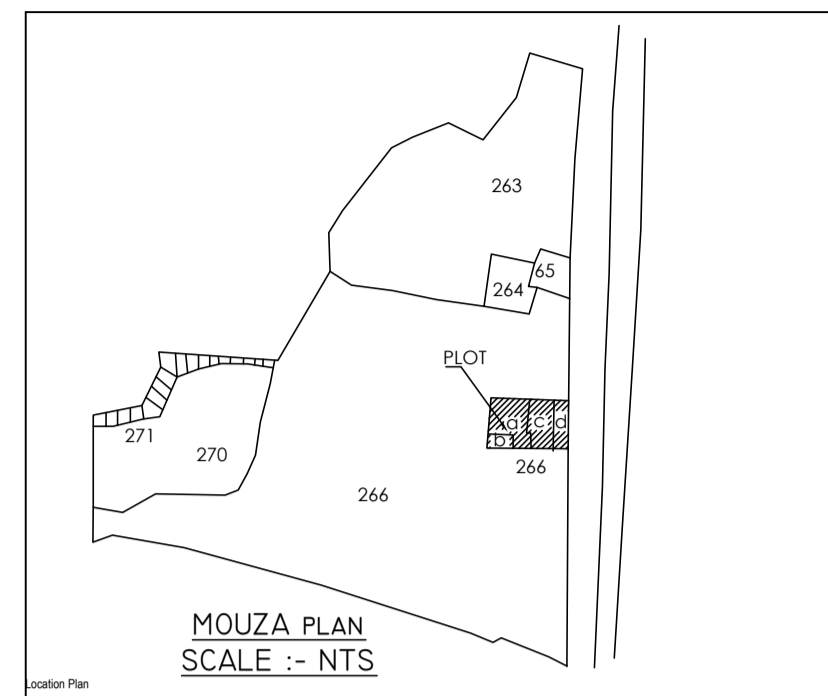 263
65
264
PLOT
a c d
b
271
270
266
266
MOUZA PLAN
SCALE :- NTS
Location Plan